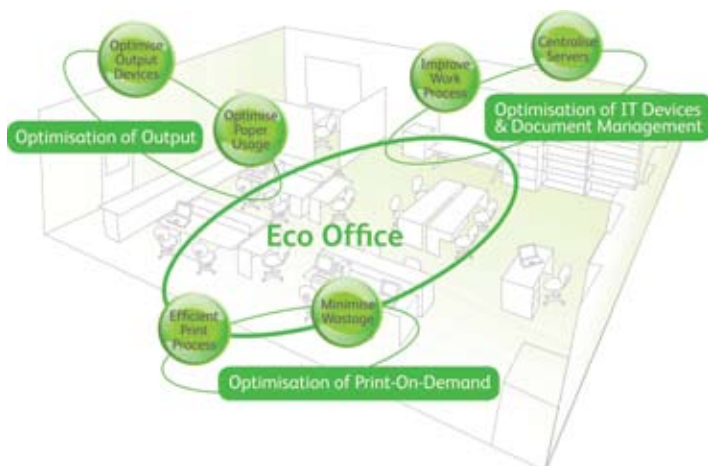 Optimise
Output
Devices
Centralise
Servers
Improve
Work
Process
Optimise
Paper
Usage
Optimisation of Output
Optimisation of IT Devices
& Document Management
Eco Office
Efficient
Print
Process
Minimise
Wastage
Optimisation of Print-On-Demand